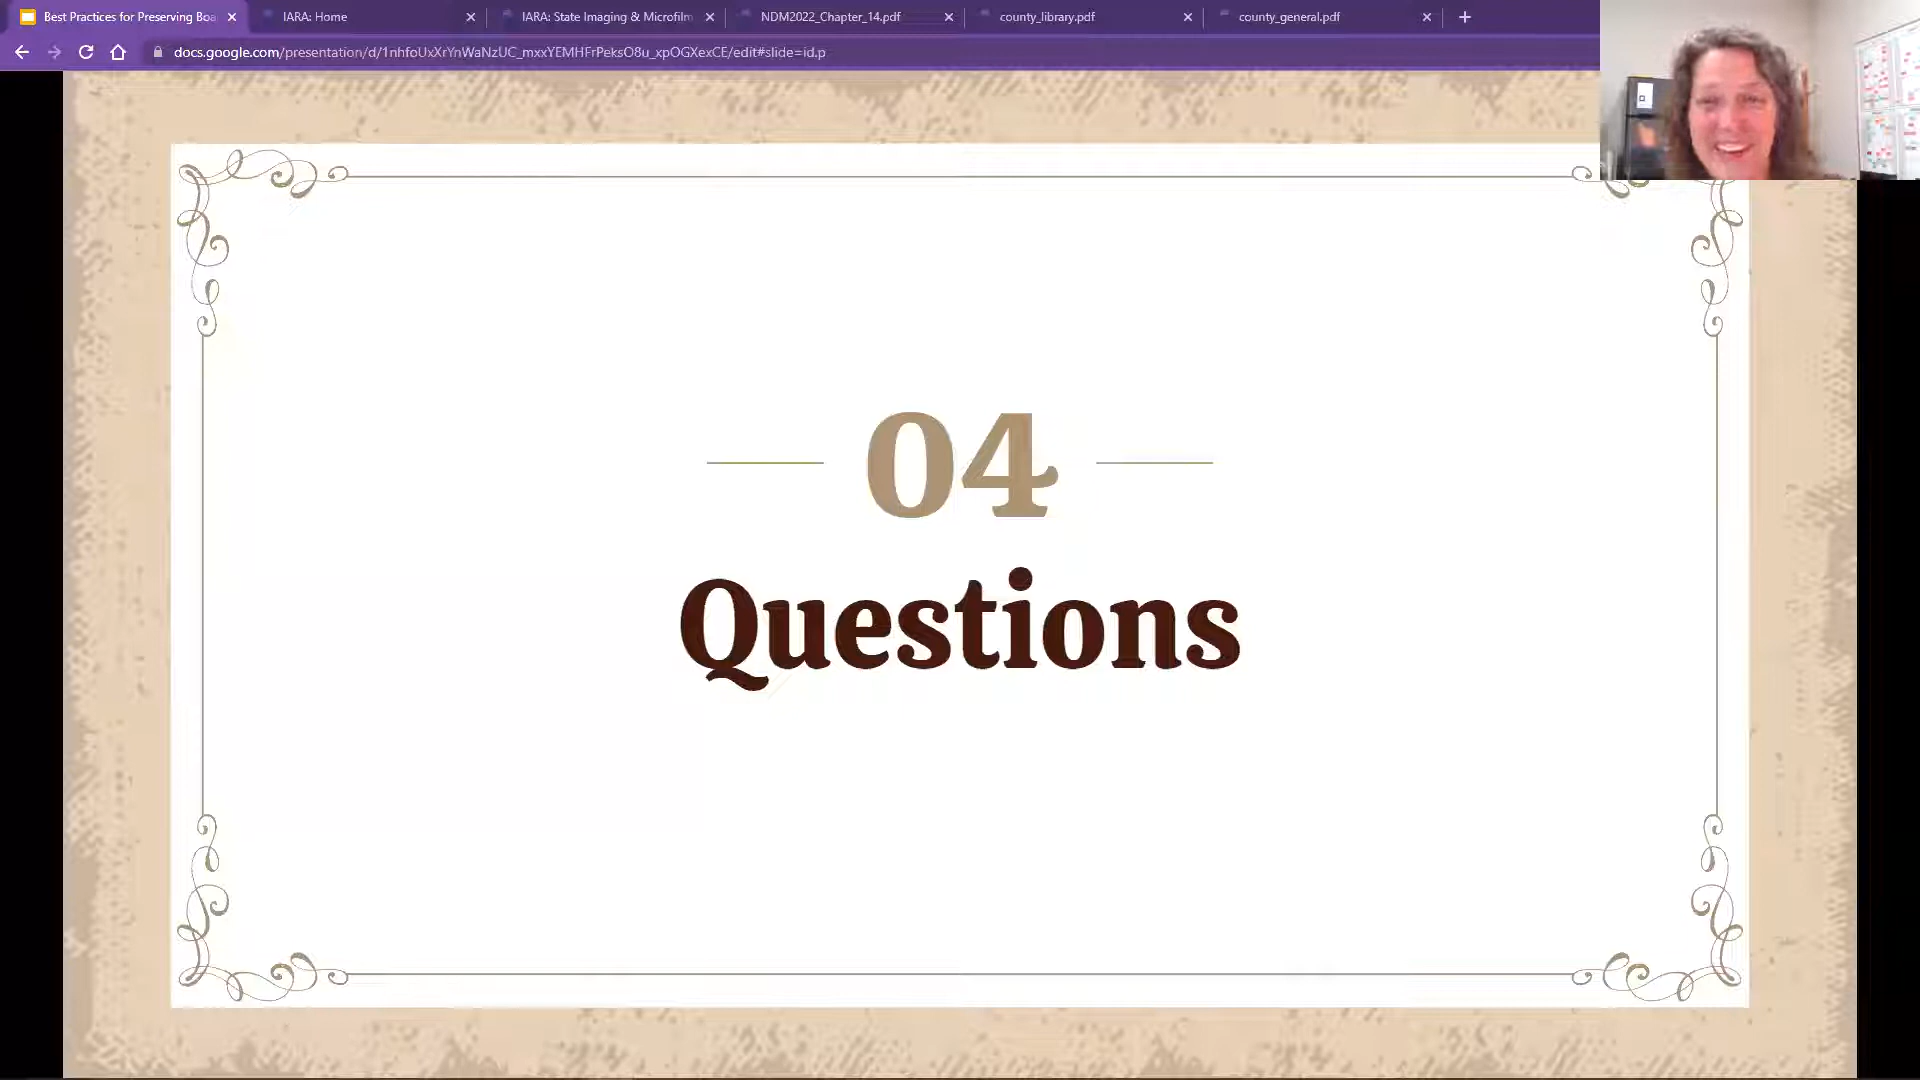 Best Practices for Preserving Boa
IARA: Home
IARA: State Imaging & Microfilm
NDM2022_Chapter_14.pdf
county_library.pdf
county_general.pdf
docs.google.com/presentation/d/1nhfoUxXrYnWaNzUC_mxxYEMHFrPeksO8u_xpOGXexCE/edit#slide=id.p
04
Questions